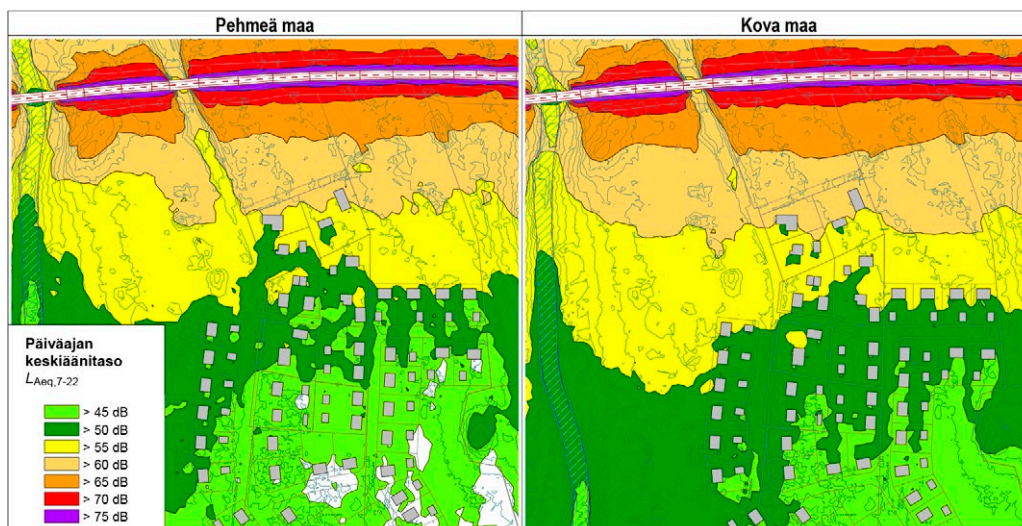 Pehmeä maa
Kova maa
Päiväajan
keskiäänitaso
LAeq,7-22
> 45 dB
> 50 dB
> 55 dB
> 60 dB
> 65 dB
> 70 dB
> 75 dB